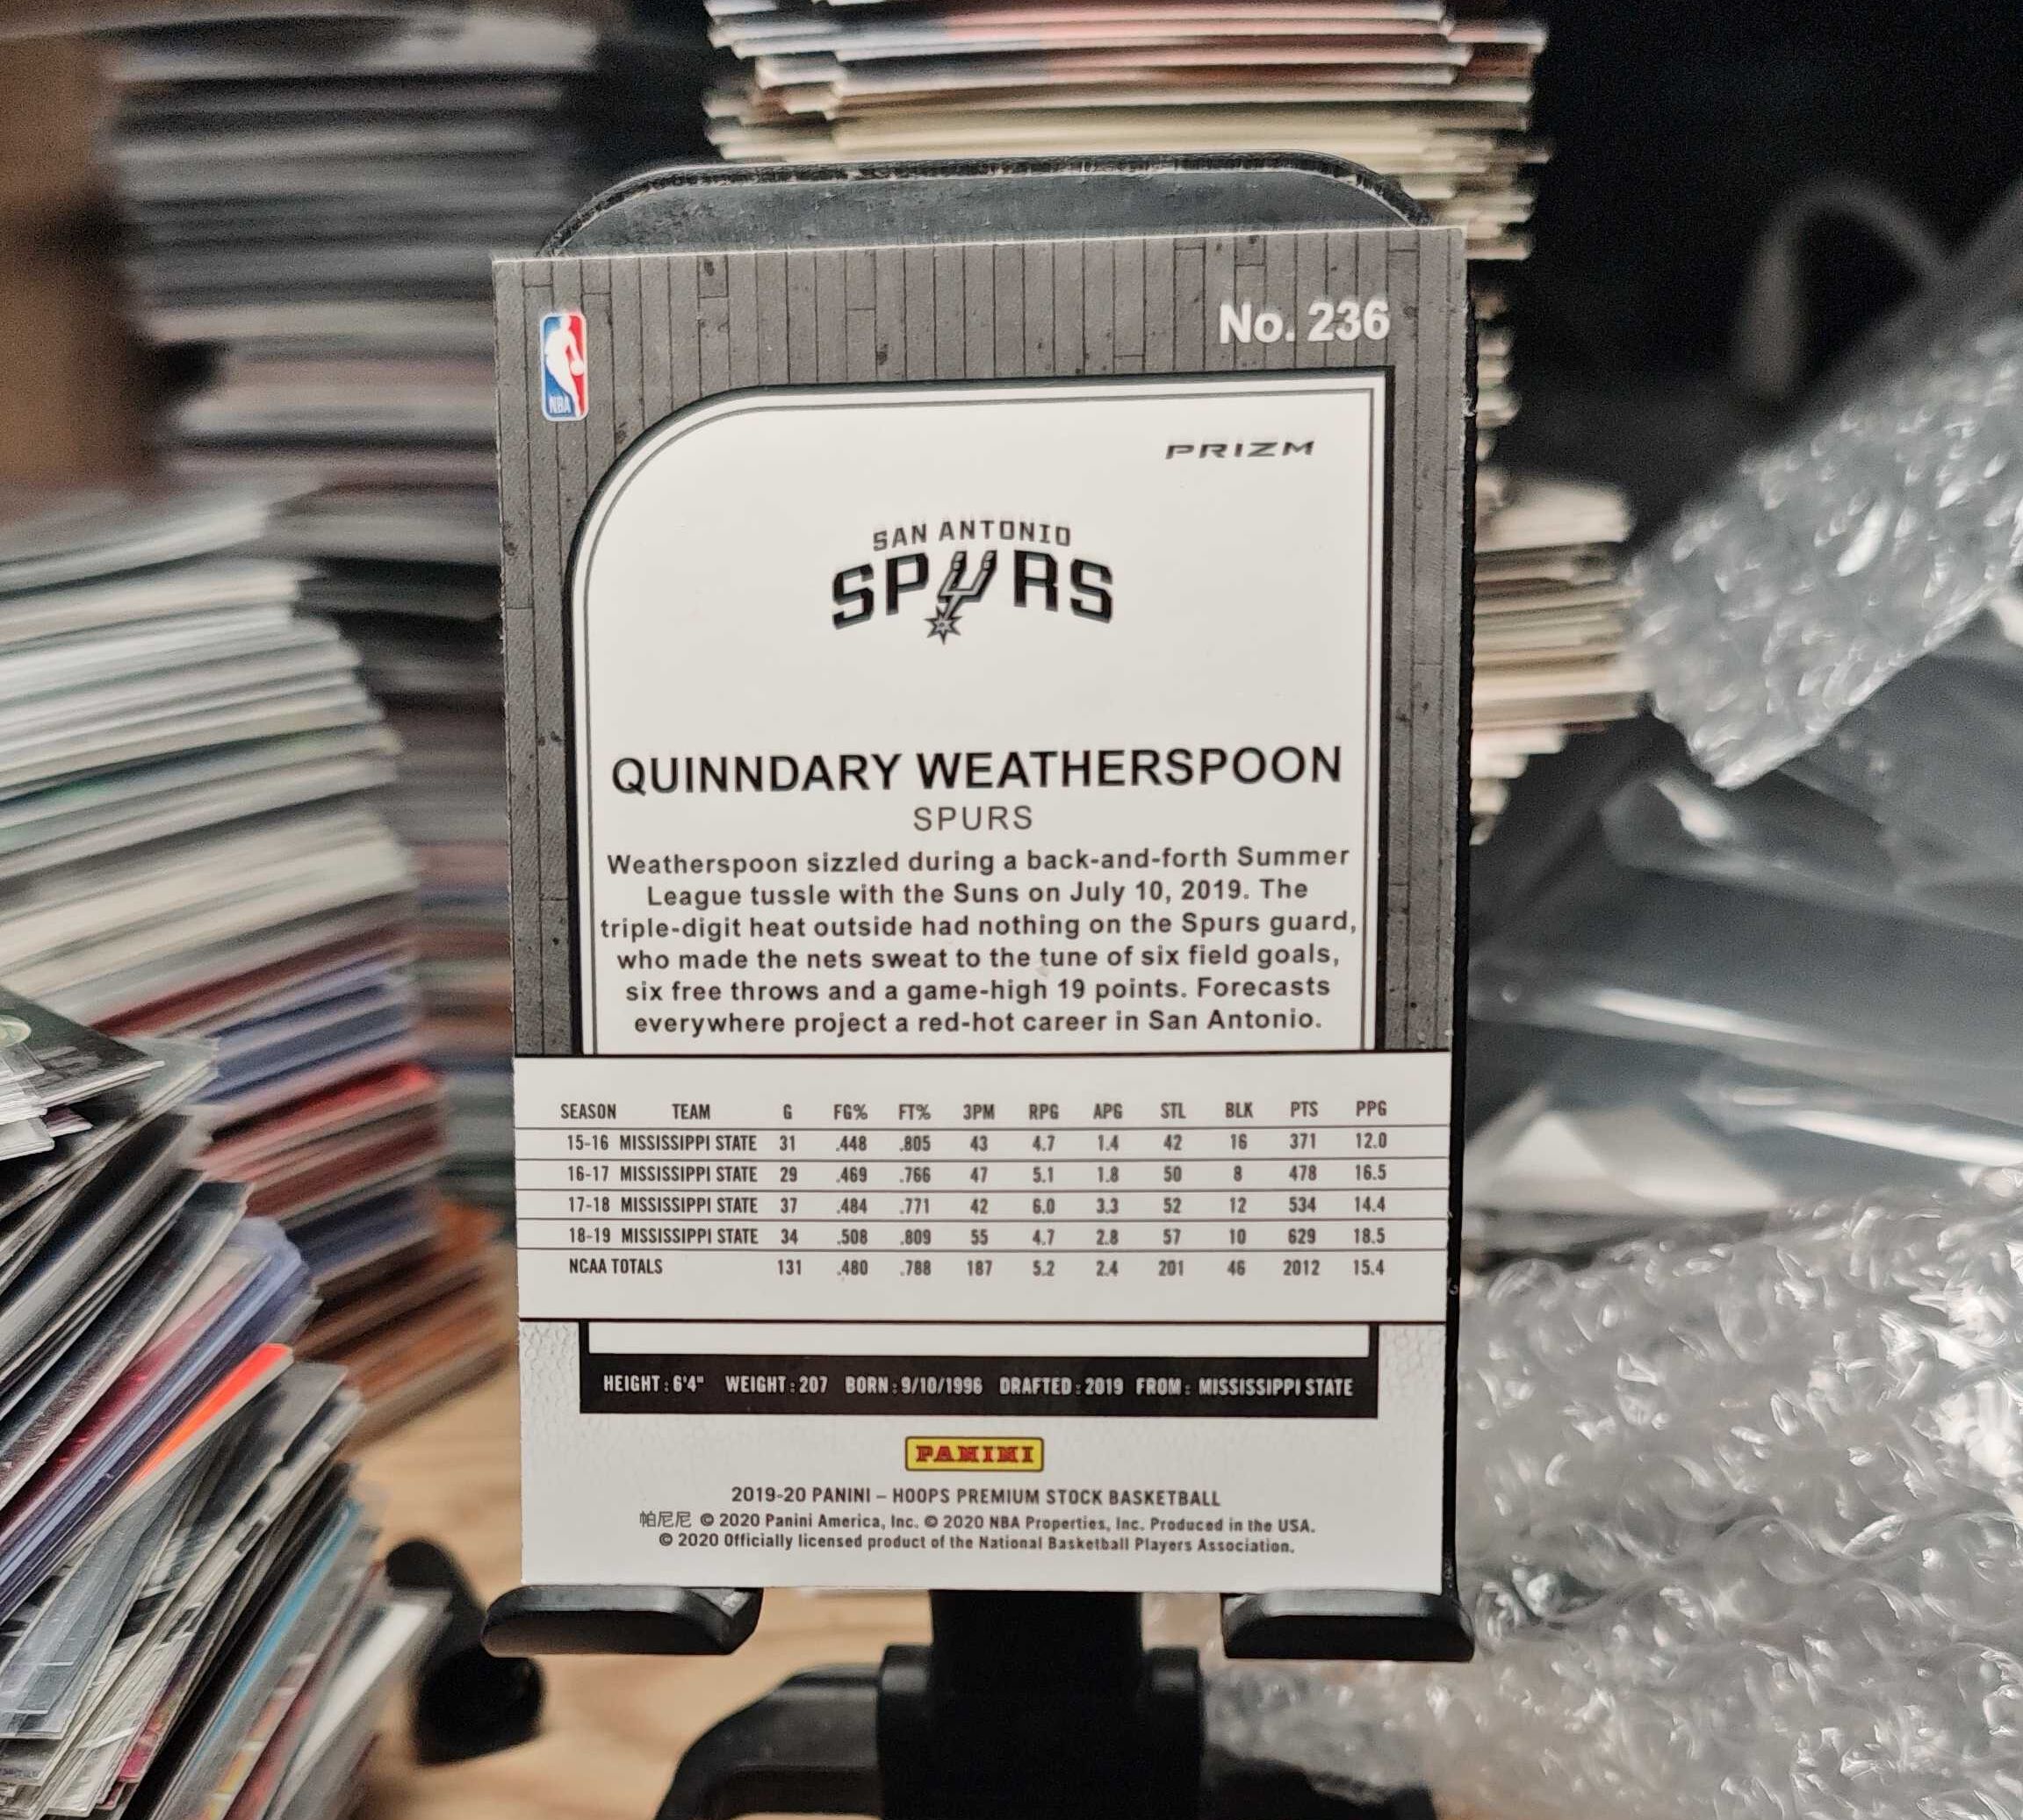 No. 236
NBA
PRIZM
SAN ANTONIO
SPURS
QUINNDARY WEATHERSPOON
SPURS
Weatherspoon sizzled during a back-and-forth Summer
League tussle with the Suns on July 10, 2019. The
triple-digit heat outside had nothing on the Spurs guard,
who made the nets sweat to the tune of six field goals,
six free throws and a game-high 19 points. Forecasts
everywhere project a red-hot career in San Antonio.
SEASON TEAM G FG% FT% 3PM RPG APG STL BLK PTS PPG
15-16 MISSISSIPPI STATE 31 .448 .805 43 4.7 1.4 42 16 371 12.0
16-17 MISSISSIPPI STATE 29 .469 .766 47 5.1 1.8 50 8 478 16.5
17-18 MISSISSIPPI STATE 37 .484 .771 42 6.0 3.3 52 12 534 14.4
18-19 MISSISSIPPI STATE 34 .508 .809 55 4.7 2.8 57 10 629 18.5
NCAA TOTALS 131 .480 .788 187 5.2 2.4 201 46 2012 15.4
HEIGHT: 6'4" WEIGHT: 207 BORN: 9/10/1996 DRAFTED: 2019 FROM: MISSISSIPPI STATE
PANINI
2019-20 PANINI – HOOPS PREMIUM STOCK BASKETBALL
帕尼尼 © 2020 Panini America, Inc. © 2020 NBA Properties, Inc. Produced in the USA.
© 2020 Officially licensed product of the National Basketball Players Association.